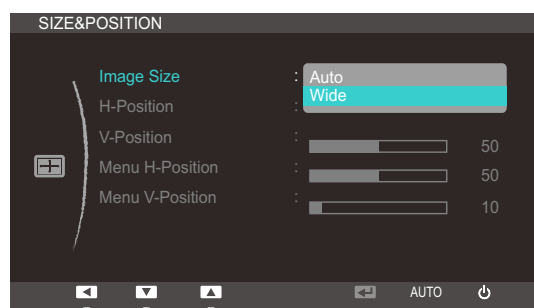 SIZE&POSITION
Image Size : Auto
Wide
H-Position :
V-Position : 50
Menu H-Position : 50
Menu V-Position : 10
AUTO